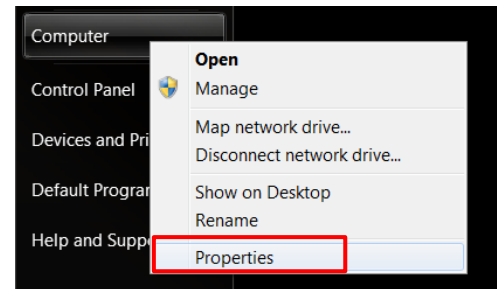 Computer
Open
Control Panel
Manage
Map network drive...
Devices and Pri
Disconnect network drive...
Default Program
Show on Desktop
Rename
Help and Suppo
Properties